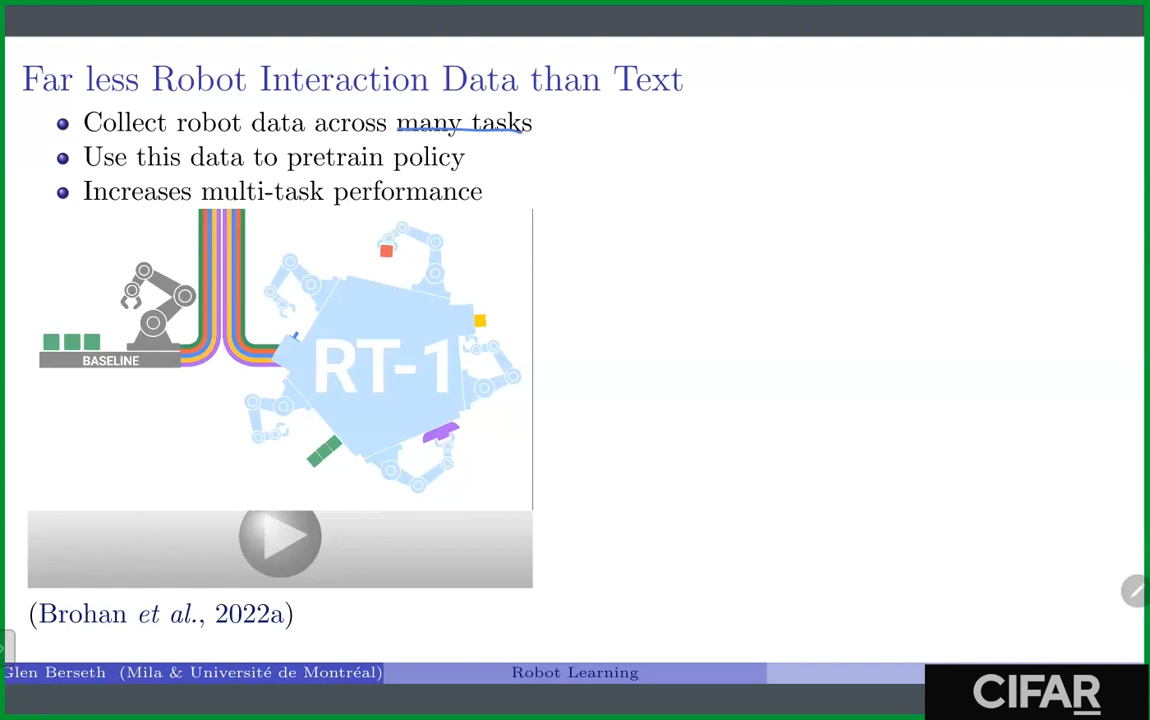 Far less Robot Interaction Data than Text
Collect robot data across many tasks
Use this data to pretrain policy
Increases multi-task performance
BASELINE
RT-1
(Brohan et al., 2022a)
Glen Berseth (Mila & Université de Montréal)
Robot Learning
CIFAR